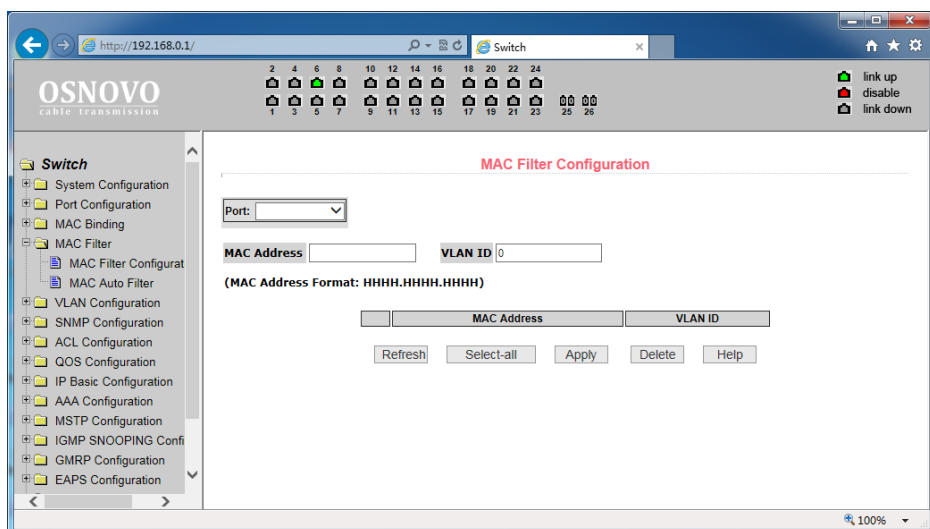 http://192.168.0.1/
Switch
OSNOVO
cable transmission
2 4 6 8 10 12 14 16 18 20 22 24
1 3 5 7 9 11 13 15 17 19 21 23 25 26
link up
disable
link down
Switch
System Configuration
Port Configuration
MAC Binding
MAC Filter
MAC Filter Configurat
MAC Auto Filter
VLAN Configuration
SNMP Configuration
ACL Configuration
QOS Configuration
IP Basic Configuration
AAA Configuration
MSTP Configuration
IGMP SNOOPING Confi
GMRP Configuration
EAPS Configuration
MAC Filter Configuration
Port:
MAC Address VLAN ID 0
(MAC Address Format: HHHH.HHHH.HHHH)
MAC Address VLAN ID
Refresh Select-all Apply Delete Help
100%